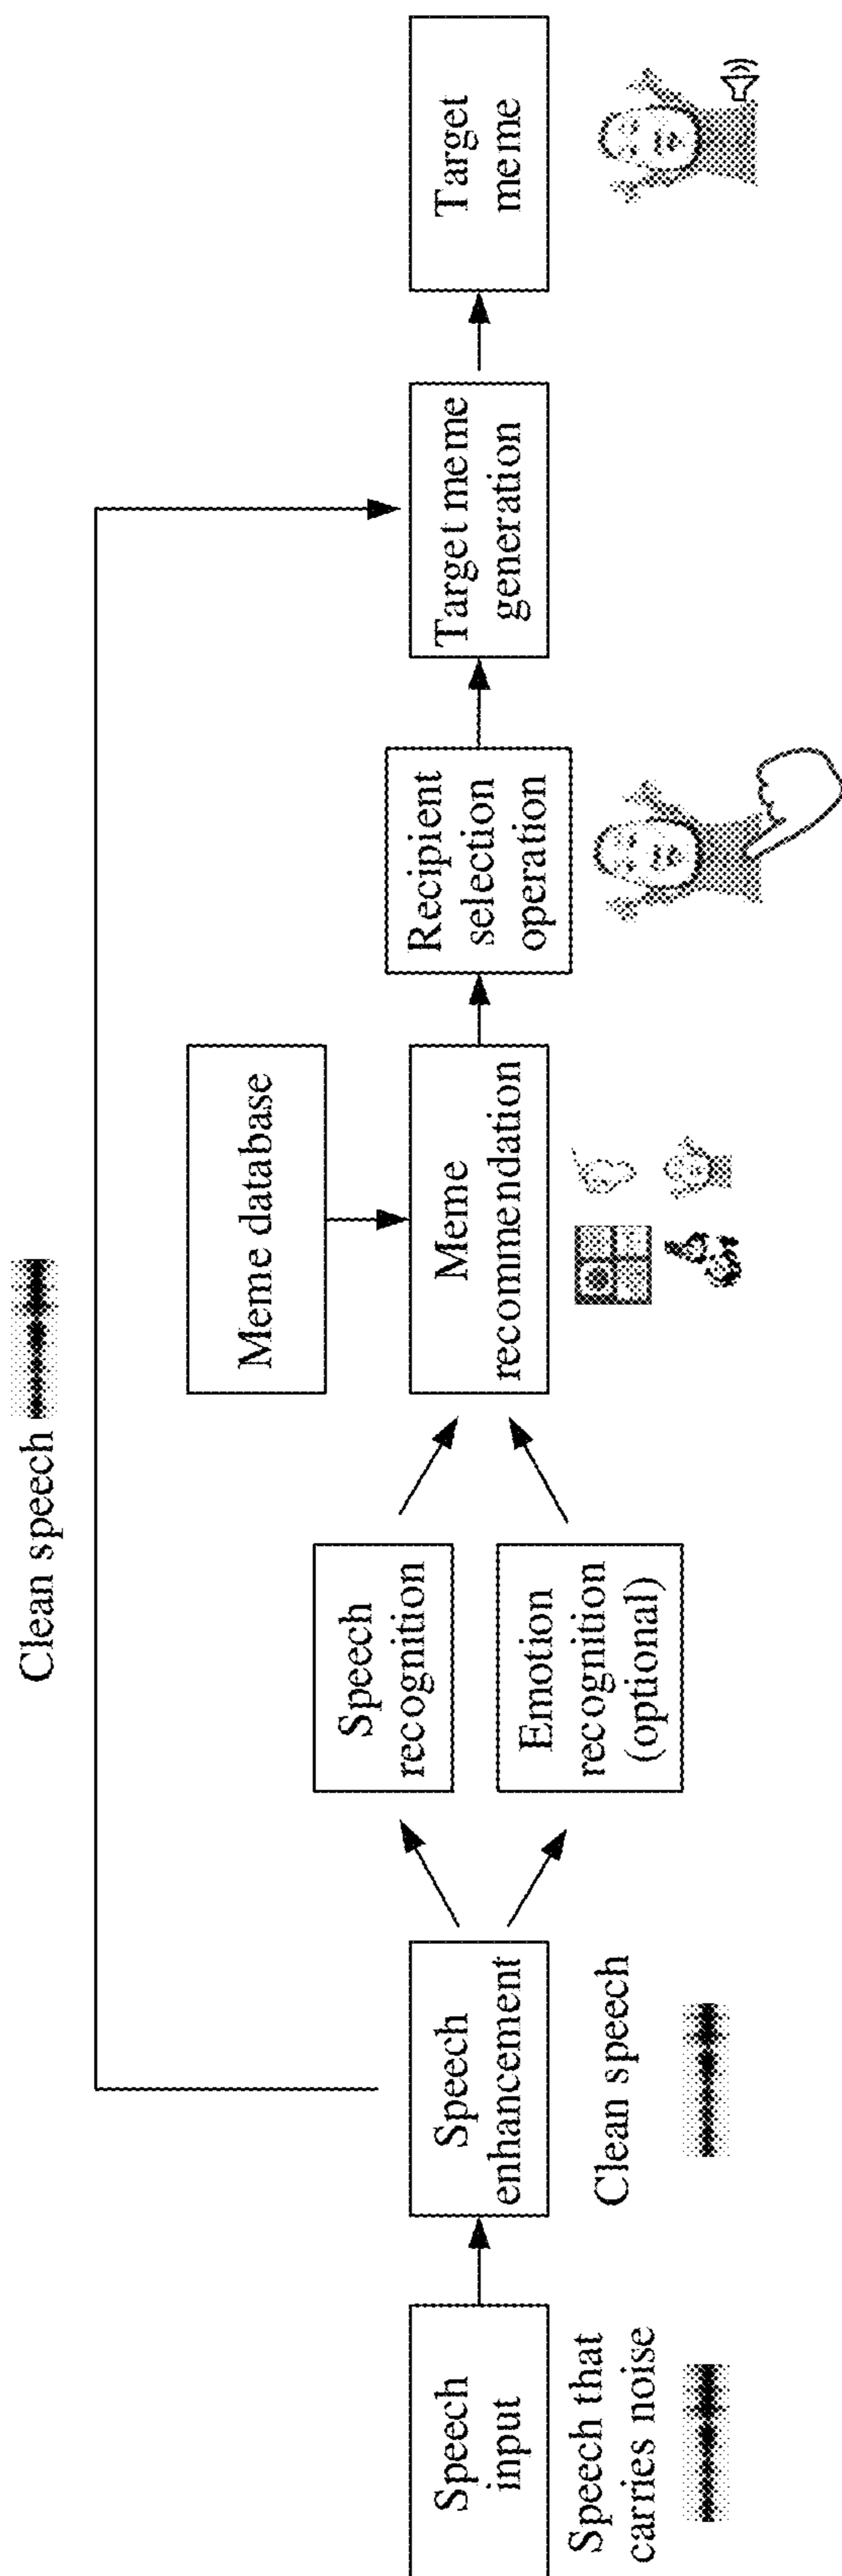 Clean speech
Speech
input
Speech that
carries noise
Speech
enhancement
Clean speech
Speech
recognition
Emotion
recognition
(optional)
Meme database
Meme
recommendation
Recipient
selection
operation
Target meme
generation
Target
meme